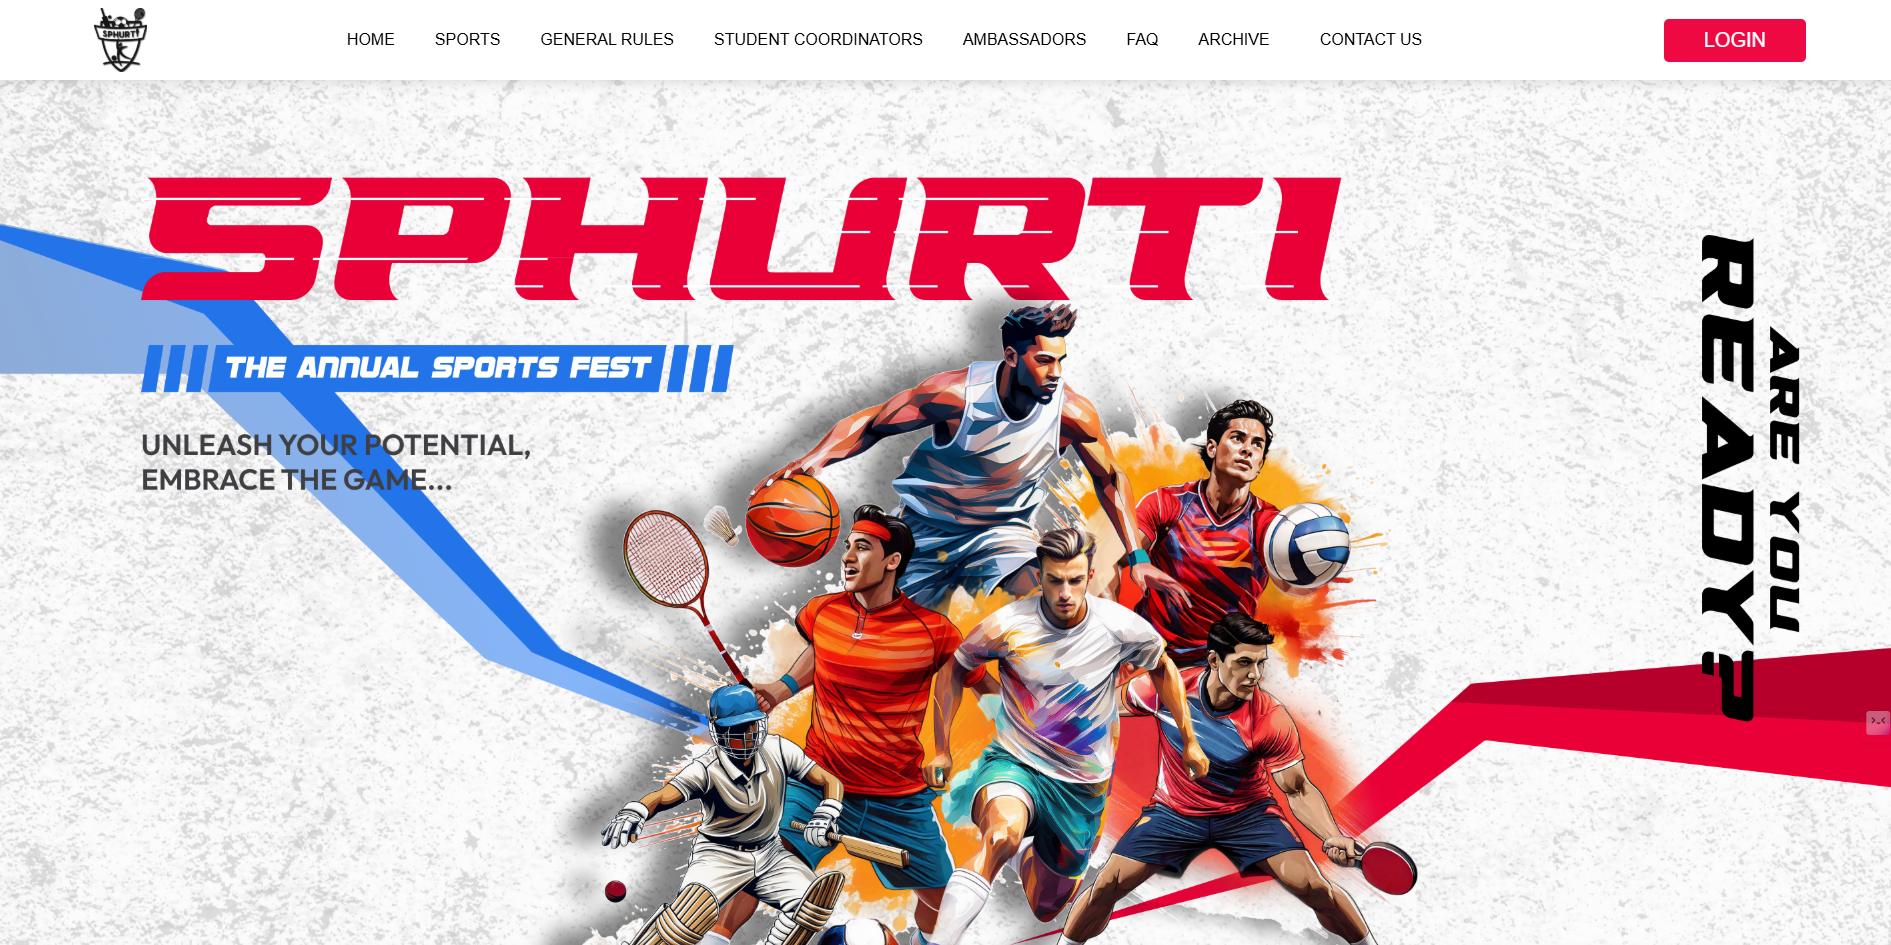 SPHURTI
HOME
SPORTS
GENERAL RULES
STUDENT COORDINATORS
AMBASSADORS
FAQ
ARCHIVE
CONTACT US
LOGIN
SPHURTI
THE ANNUAL SPORTS FEST
UNLEASH YOUR POTENTIAL,
EMBRACE THE GAME...
ARE YOU
READY?